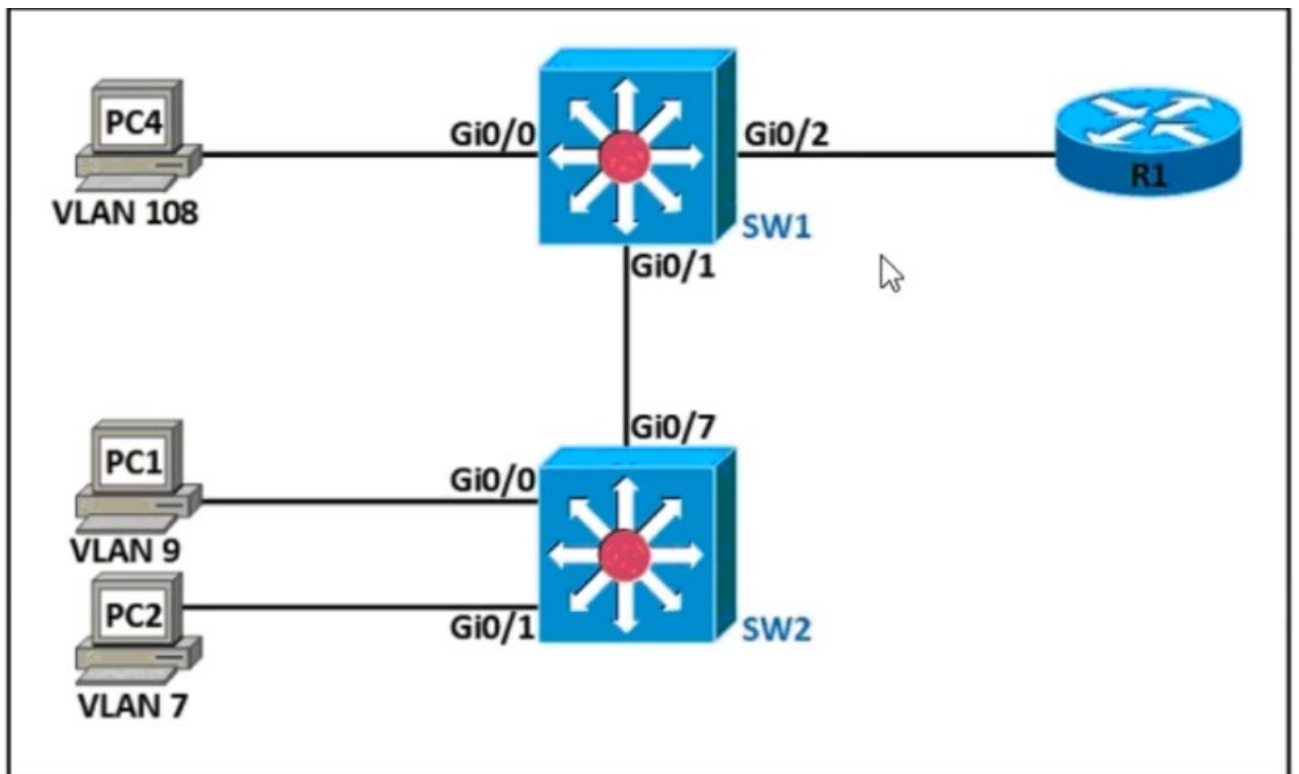 PC4
VLAN 108
Gi0/0
Gi0/2
R1
SW1
Gi0/1
Gi0/7
PC1
Gi0/0
VLAN 9
PC2
Gi0/1
SW2
VLAN 7